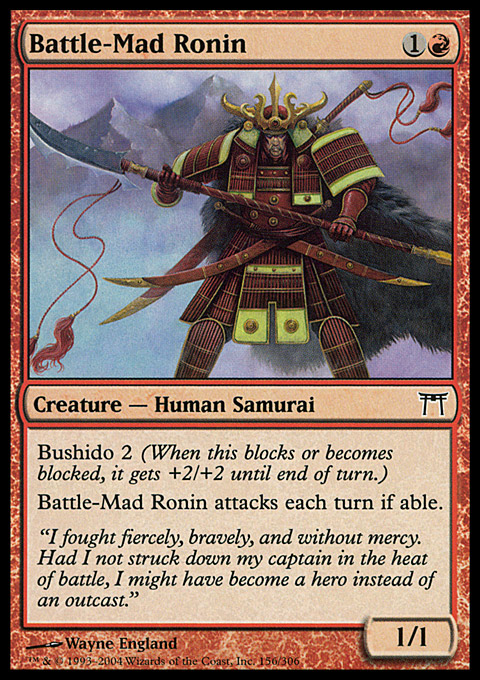 Battle-Mad Ronin
1
Creature — Human Samurai
Bushido 2 (When this blocks or becomes
blocked, it gets +2/+2 until end of turn.)
Battle-Mad Ronin attacks each turn if able.
“I fought fiercely, bravely, and without mercy.
Had I not struck down my captain in the heat
of battle, I might have become a hero instead of
an outcast.”
Wayne England
1/1
™ & © 1993–2004 Wizards of the Coast, Inc. 156/306